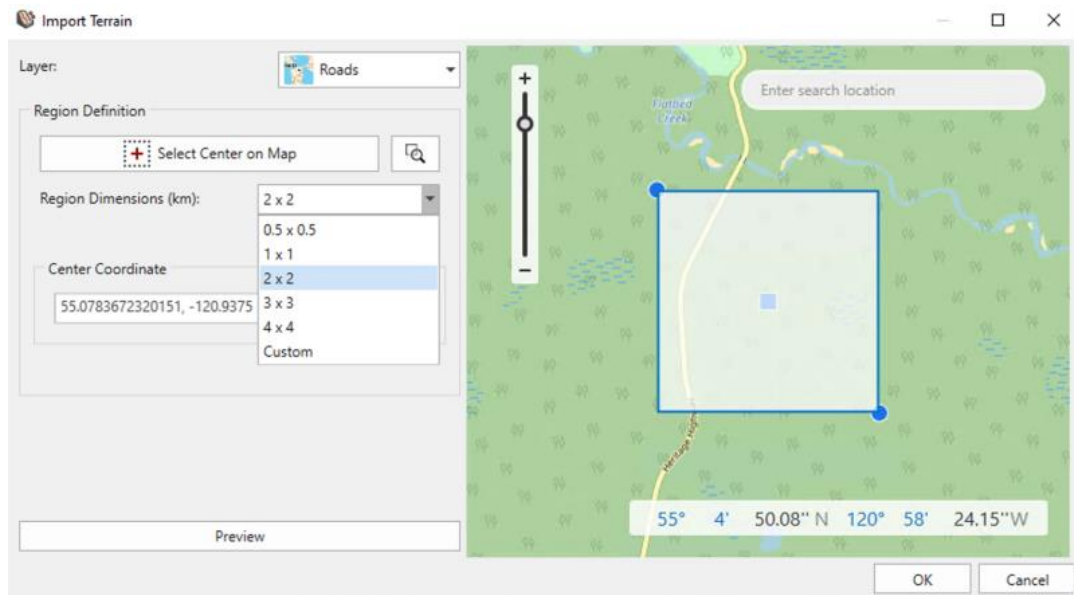 Import Terrain
Layer:
Roads
Region Definition
Select Center on Map
Region Dimensions (km):
2 x 2
0.5 x 0.5
1 x 1
2 x 2
3 x 3
4 x 4
Custom
Center Coordinate
55.0783672320151, -120.9375
Preview
+
Enter search location
Flatbed
Creek
−
Heritage High
55° 4' 50.08'' N 120° 58' 24.15''W
OK
Cancel